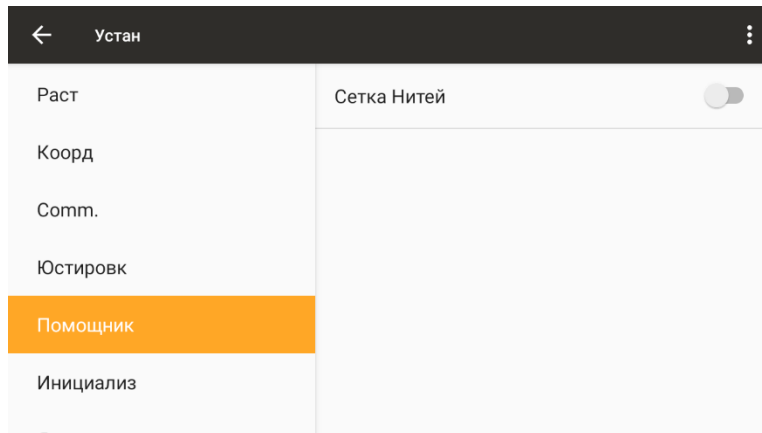 Устан
Раст
Сетка Нитей
Коорд
Comm.
Юстировк
Помощник
Инициализ